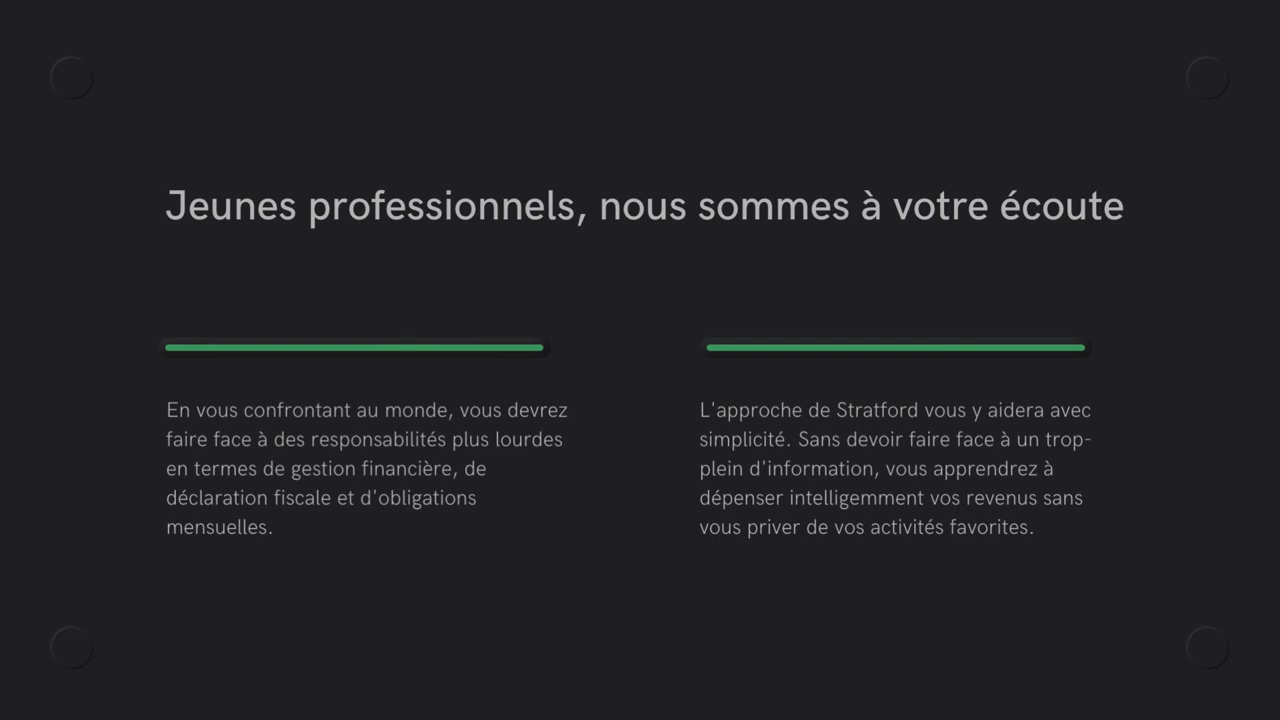 Jeunes professionnels, nous sommes à votre écoute
En vous confrontant au monde, vous devrez
faire face à des responsabilités plus lourdes
en termes de gestion financière, de
déclaration fiscale et d'obligations
mensuelles.
L'approche de Stratford vous y aidera avec
simplicité. Sans devoir faire face à un trop-
plein d'information, vous apprendrez à
dépenser intelligemment vos revenus sans
vous priver de vos activités favorites.